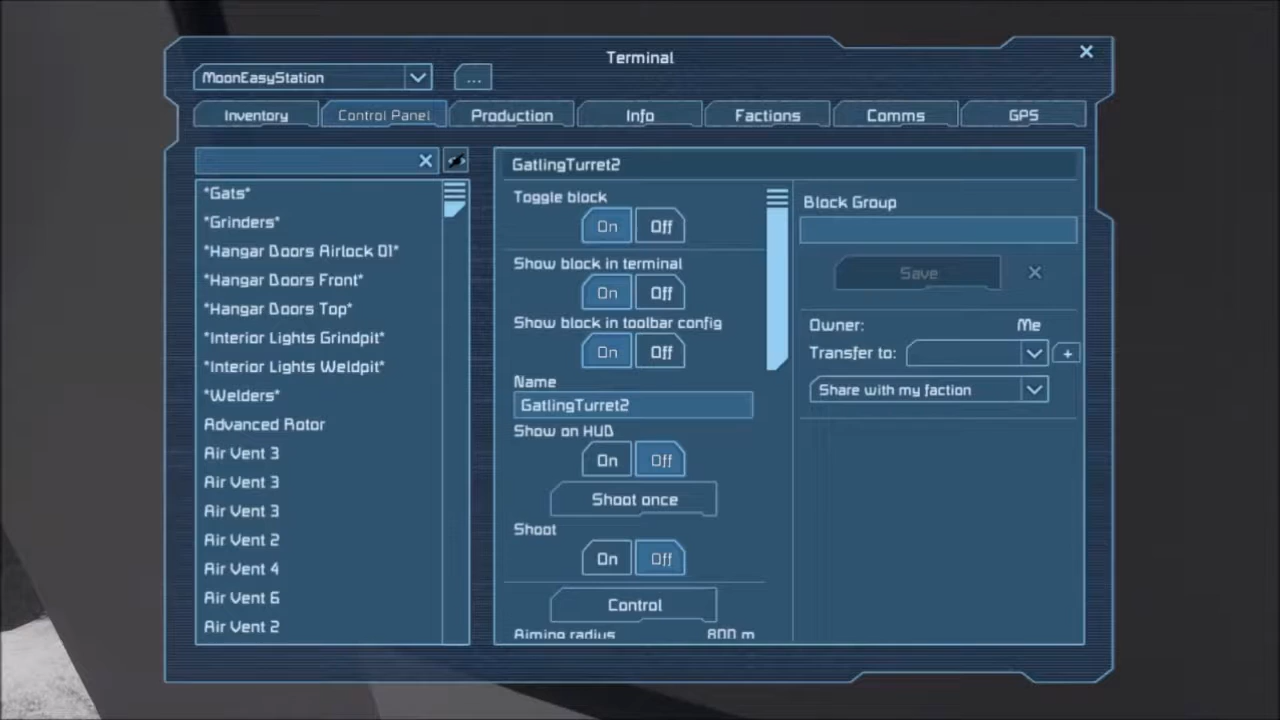 Terminal
MoonEasyStation
...
Inventory
Control Panel
Production
Info
Factions
Comms
GPS
*Gats*
*Grinders*
*Hangar Doors Airlock 01*
*Hangar Doors Front*
*Hangar Doors Top*
*Interior Lights Grindpit*
*Interior Lights Weldpit*
*Welders*
Advanced Rotor
Air Vent 3
Air Vent 3
Air Vent 3
Air Vent 2
Air Vent 4
Air Vent 6
Air Vent 2
GatlingTurret2
Toggle block
On Off
Show block in terminal
On Off
Show block in toolbar config
On Off
Name
GatlingTurret2
Show on HUD
On Off
Shoot once
Shoot
On Off
Control
Aiming radius 800 m
Block Group
Save
Owner: Me
Transfer to:
+
Share with my faction